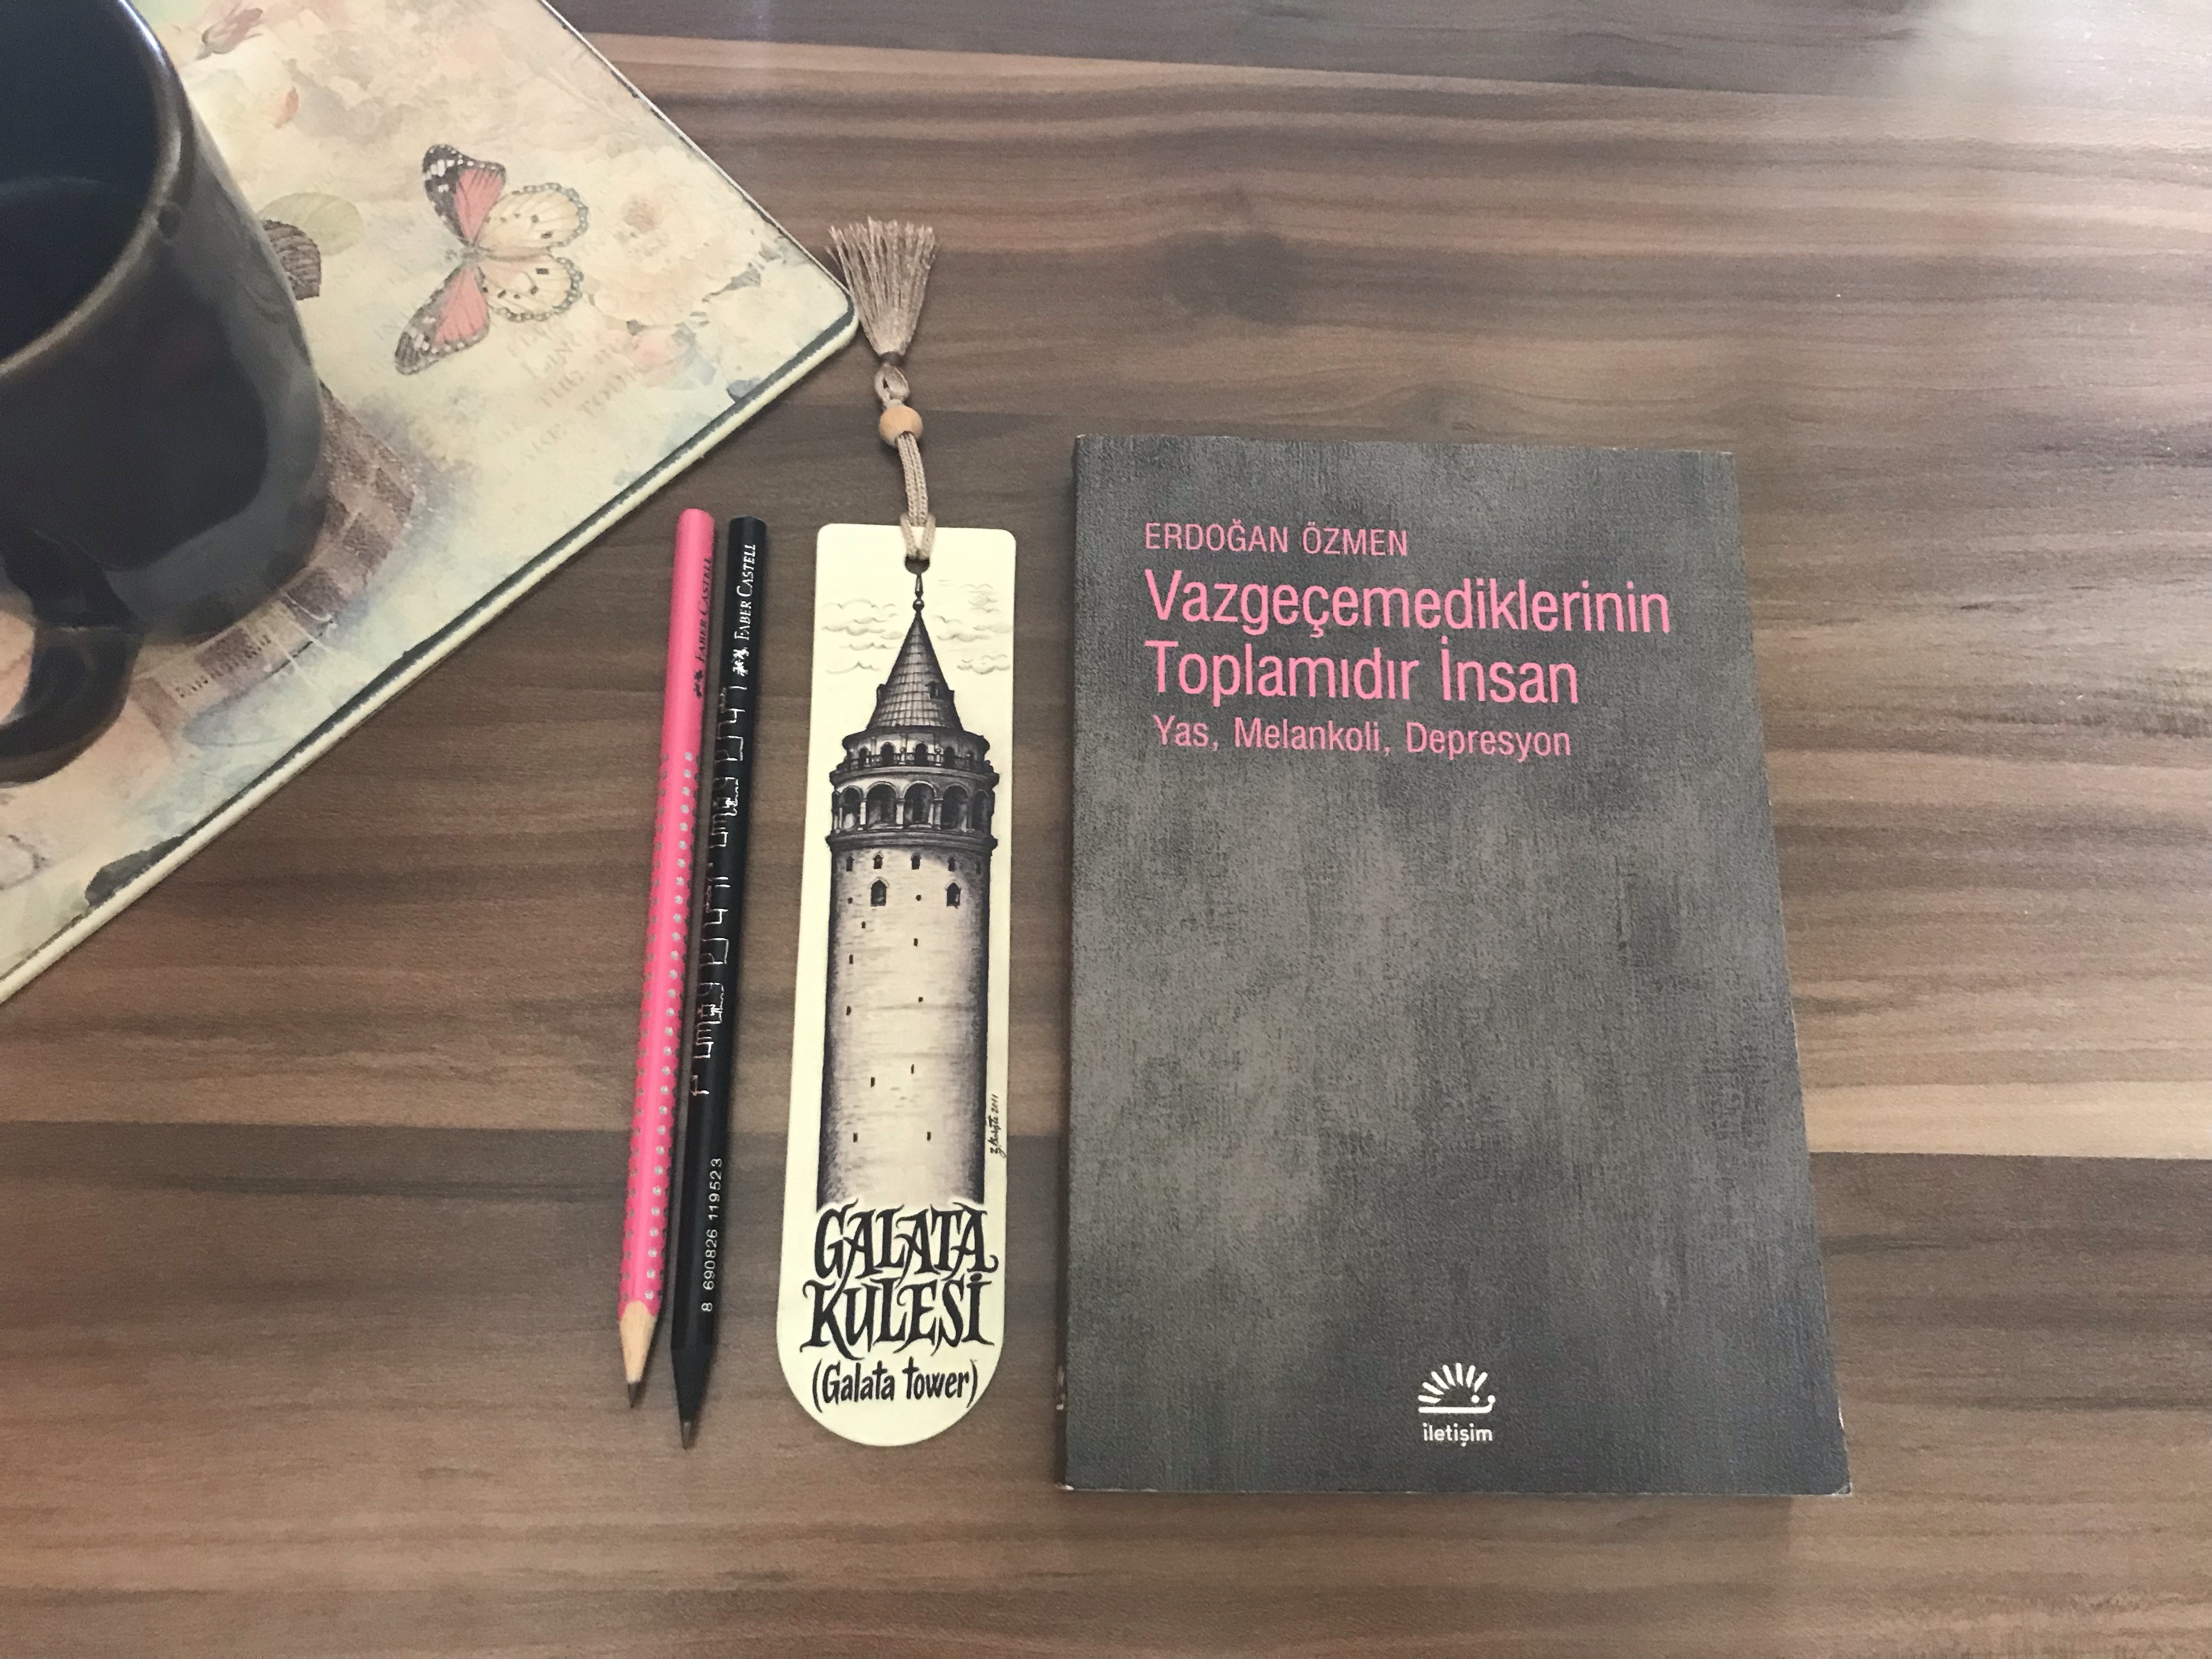 FABER CASTELL
FABER CASTELL
8 690826 119523
GALATA
KULESİ
(Galata tower)
ERDOĞAN ÖZMEN
Vazgeçemediklerinin
Toplamıdır İnsan
Yas, Melankoli, Depresyon
iletişim